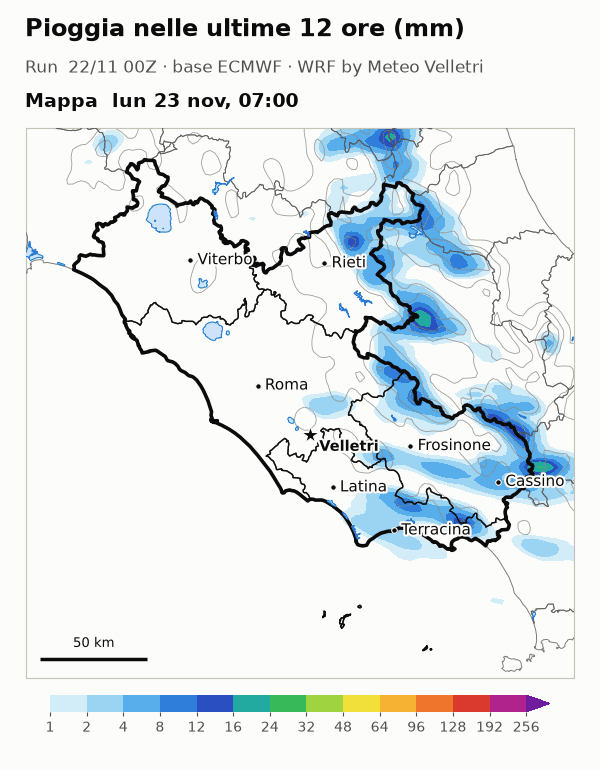 Pioggia nelle ultime 12 ore (mm)
Run  22/11 00Z · base ECMWF · WRF by Meteo Velletri
Mappa  lun 23 nov, 07:00
Viterbo
Rieti
Roma
Velletri
Frosinone
Cassino
Latina
Terracina
50 km
1 2 4 8 12 16 24 32 48 64 96 128 192 256